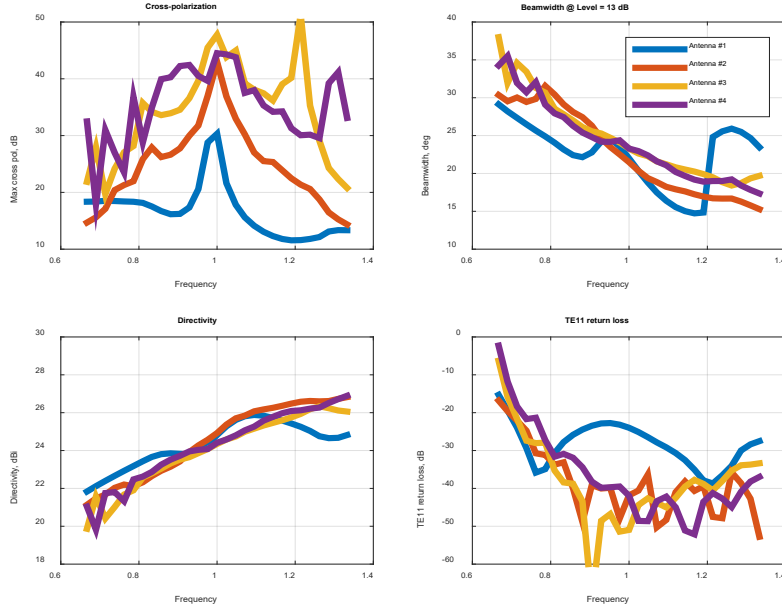 Cross-polarization
50
40
30
20
10
Max cross pol, dB
0.6 0.8 1 1.2 1.4
Frequency
Beamwidth @ Level = 13 dB
40
35
30
25
20
15
10
Beamwidth, deg
Antenna #1
Antenna #2
Antenna #3
Antenna #4
0.6 0.8 1 1.2 1.4
Frequency
Directivity
30
28
26
24
22
20
18
Directivity, dBi
0.6 0.8 1 1.2 1.4
Frequency
TE11 return loss
0
-10
-20
-30
-40
-50
-60
TE11 return loss, dB
0.6 0.8 1 1.2 1.4
Frequency